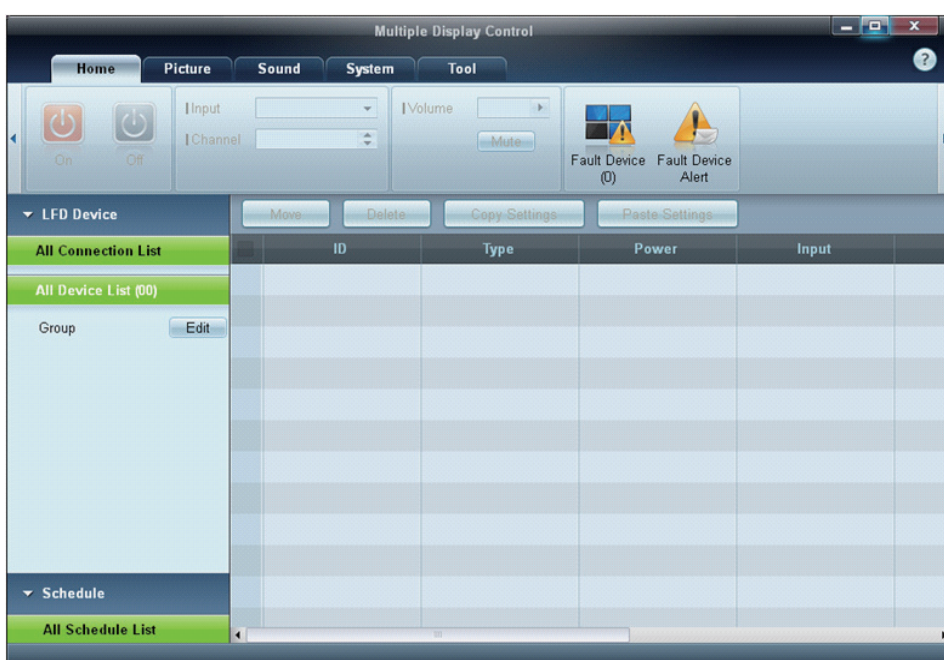 Multiple Display Control
Home Picture Sound System Tool
On Off
Input
Channel
Volume
Mute
Fault Device
(0)
Fault Device
Alert
LFD Device
Move Delete Copy Settings Paste Settings
All Connection List
ID Type Power Input
All Device List (00)
Group Edit
Schedule
All Schedule List